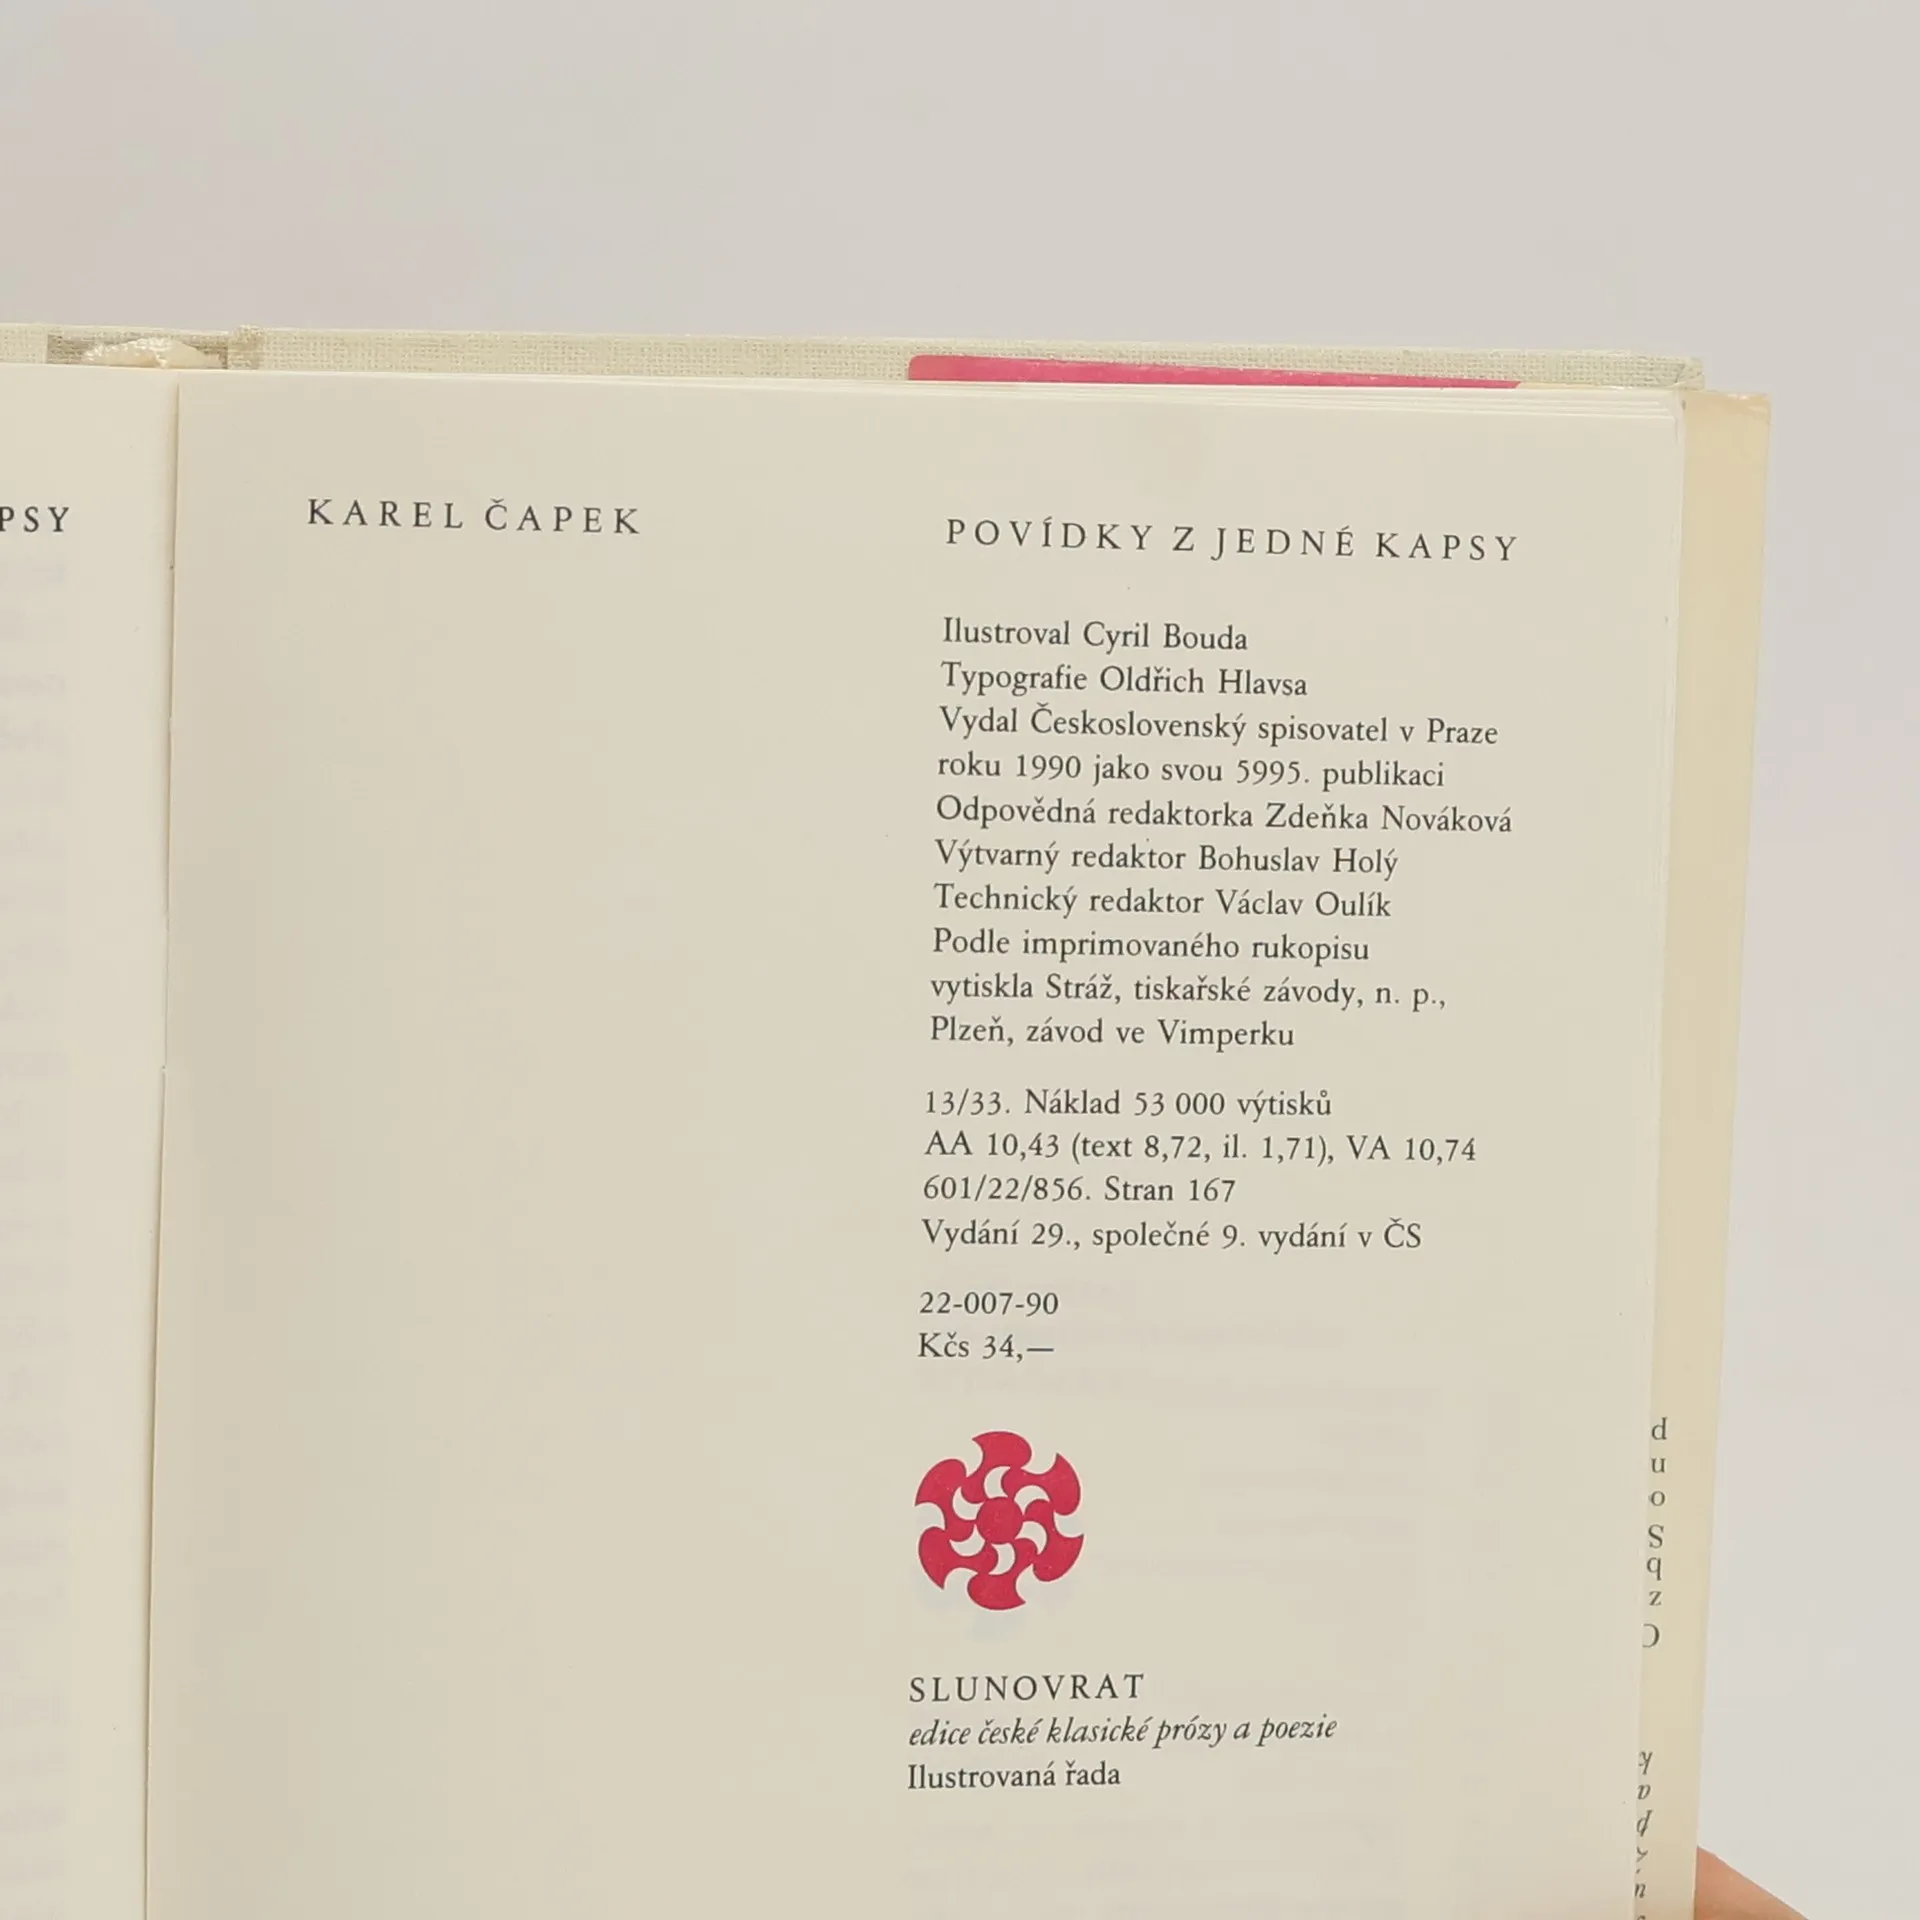 PSY
KAREL ČAPEK
POVÍDKY Z JEDNÉ KAPSY
Ilustroval Cyril Bouda
Typografie Oldřich Hlavsa
Vydal Československý spisovatel v Praze
roku 1990 jako svou 5995. publikaci
Odpovědná redaktorka Zdeňka Nováková
Výtvarný redaktor Bohuslav Holý
Technický redaktor Václav Oulík
Podle imprimovaného rukopisu
vytiskla Stráž, tiskařské závody, n. p.,
Plzeň, závod ve Vimperku
13/33. Náklad 53 000 výtisků
AA 10,43 (text 8,72, il. 1,71), VA 10,74
601/22/856. Stran 167
Vydání 29., společné 9. vydání v ČS
22-007-90
Kčs 34,—
SLUNOVRAT
edice české klasické prózy a poezie
Ilustrovaná řada